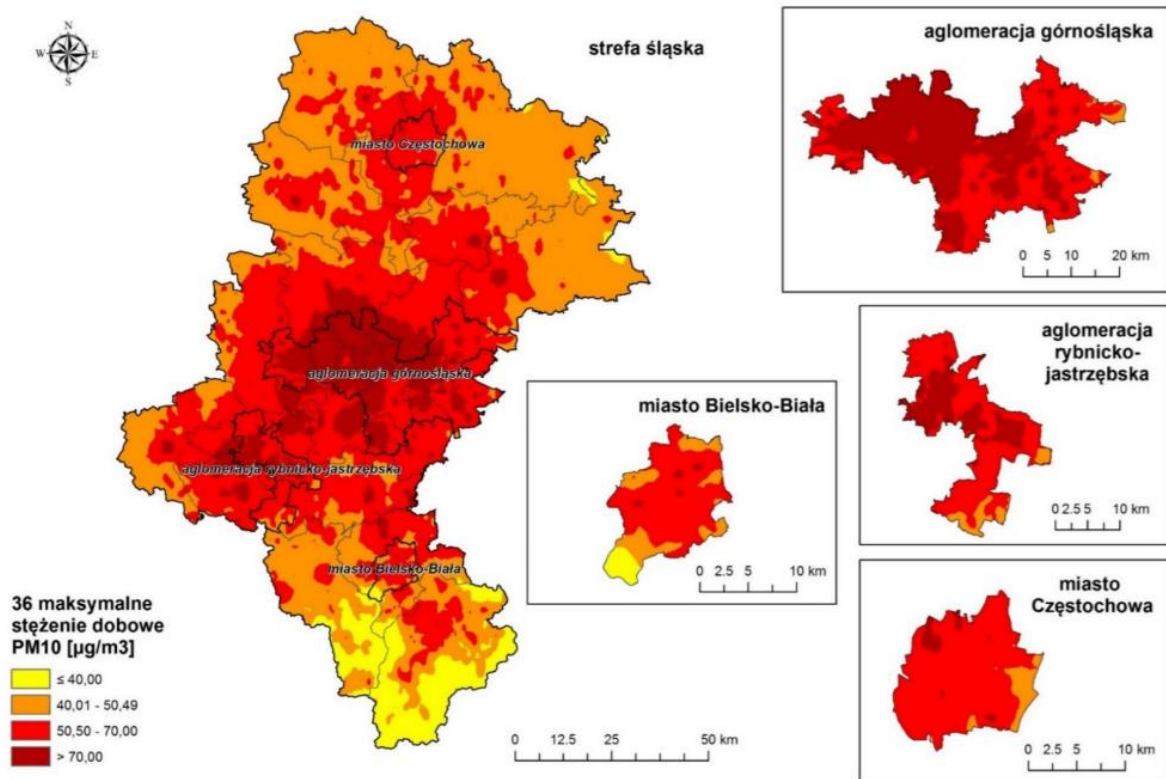 N
W
E
S
strefa śląska
miasto Częstochowa
aglomeracja górnośląska
aglomeracja rybnicko-jastrzębska
miasto Bielsko-Biała
36 maksymalne
stężenie dobowe
PM10 [µg/m3]
≤ 40,00
40,01 - 50,49
50,50 - 70,00
> 70,00
0 12.5 25 50 km
miasto Bielsko-Biała
0 2.5 5 10 km
aglomeracja górnośląska
0 5 10 20 km
aglomeracja
rybnicko-
jastrzębska
0 2.5 5 10 km
miasto
Częstochowa
0 2.5 5 10 km